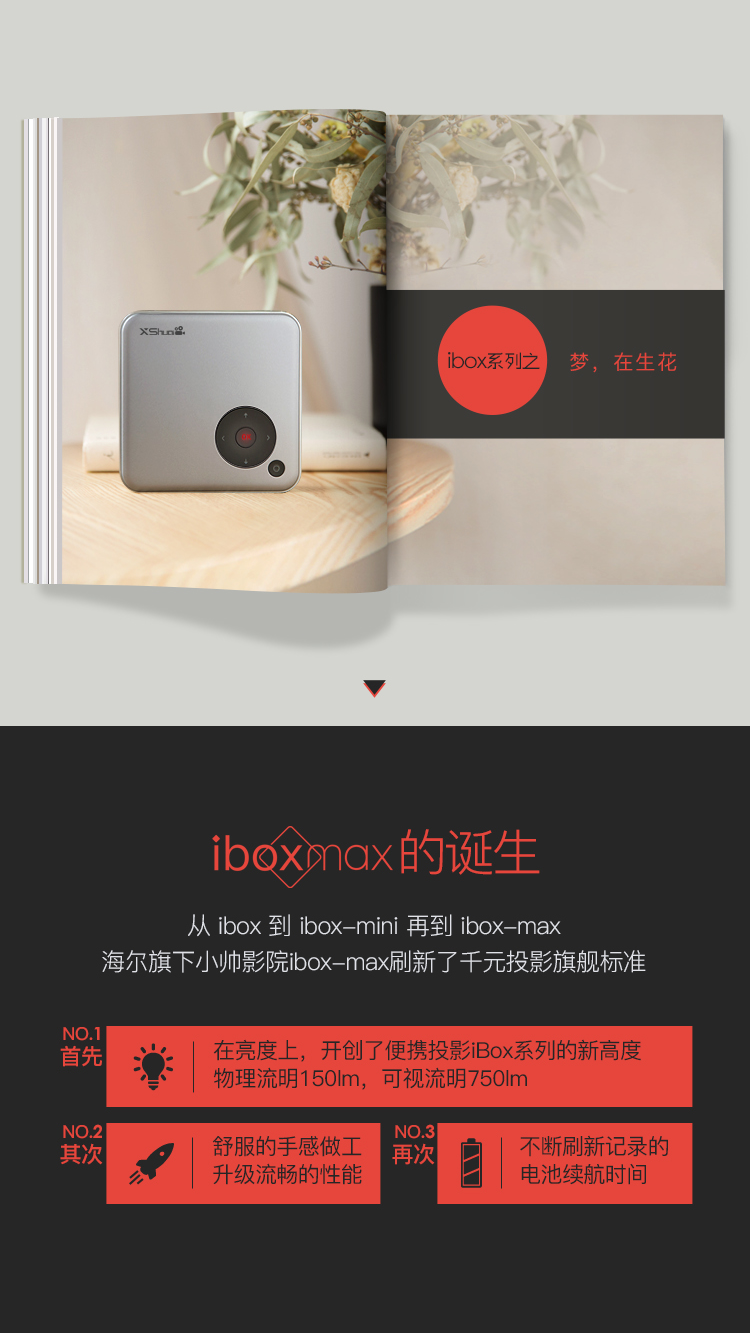 XShuai
ibox系列之
梦，在生花
iboxmax的诞生
从 ibox 到 ibox-mini 再到 ibox-max
海尔旗下小帅影院ibox-max刷新了千元投影旗舰标准
NO.1
首先
在亮度上，开创了便携投影iBox系列的新高度
物理流明150lm，可视流明750lm
NO.2
其次
舒服的手感做工
升级流畅的性能
NO.3
再次
不断刷新记录的
电池续航时间